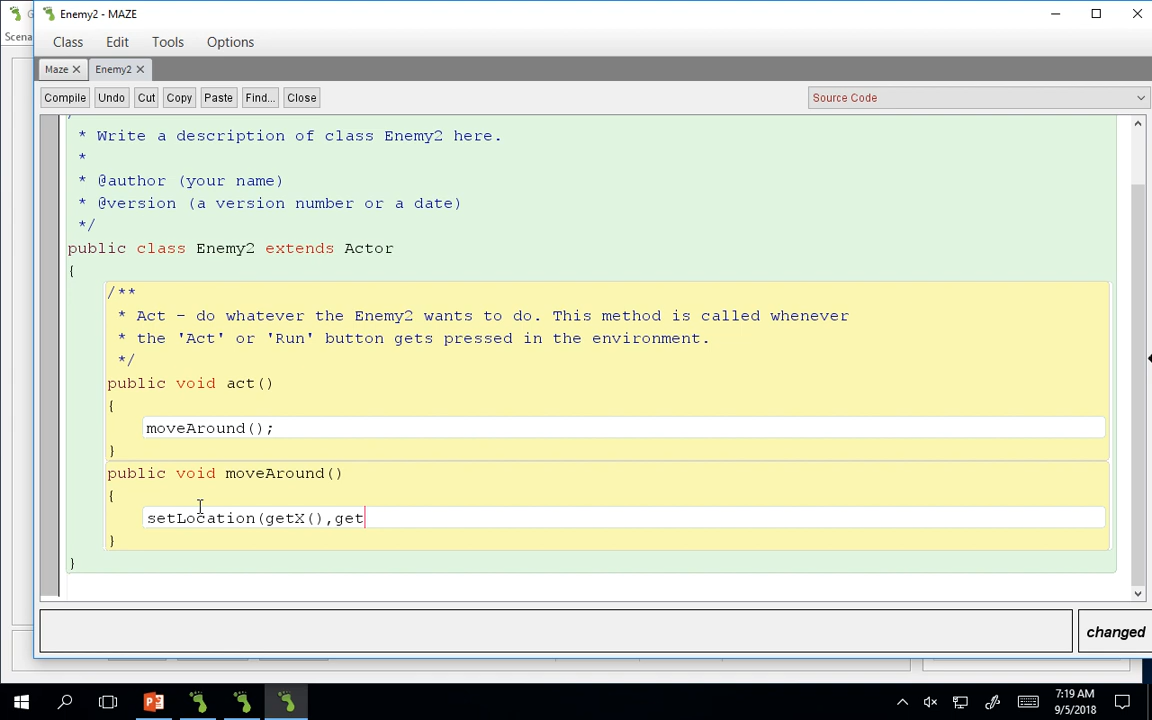 Enemy2 - MAZE
Scena
Class Edit Tools Options
Maze Enemy2
Compile Undo Cut Copy Paste Find... Close Source Code
* Write a description of class Enemy2 here.
*
* @author (your name)
* @version (a version number or a date)
*/
public class Enemy2 extends Actor
{
/**
* Act - do whatever the Enemy2 wants to do. This method is called whenever
* the 'Act' or 'Run' button gets pressed in the environment.
*/
public void act()
{
moveAround();
}
public void moveAround()
{
setLocation(getX(),get
}
}
changed
7:19 AM
9/5/2018